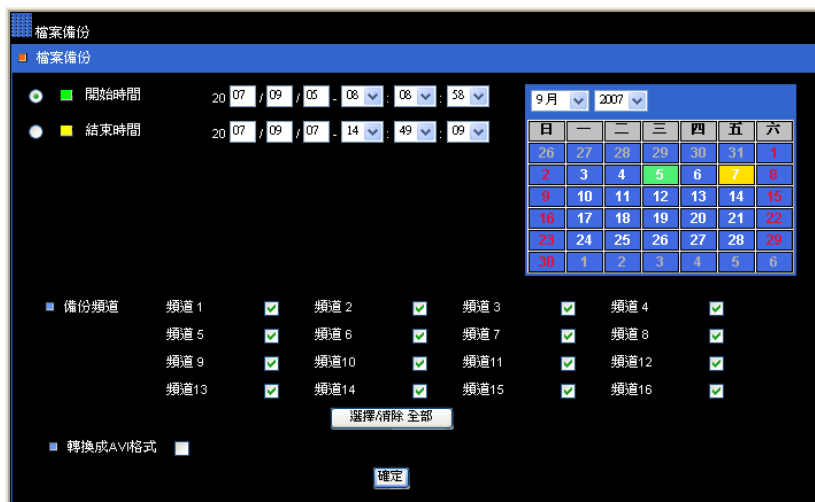 檔案備份
檔案備份
開始時間 20 07 / 09 / 05 - 08 : 08 : 58
結束時間 20 07 / 09 / 07 - 14 : 49 : 09
9月 2007
日 一 二 三 四 五 六
26 27 28 29 30 31 1
2 3 4 5 6 7 8
9 10 11 12 13 14 15
16 17 18 19 20 21 22
23 24 25 26 27 28 29
30 1 2 3 4 5 6
備份頻道 頻道 1 頻道 2 頻道 3 頻道 4
頻道 5 頻道 6 頻道 7 頻道 8
頻道 9 頻道10 頻道11 頻道12
頻道13 頻道14 頻道15 頻道16
選擇/清除 全部
轉換成AVI格式
確定